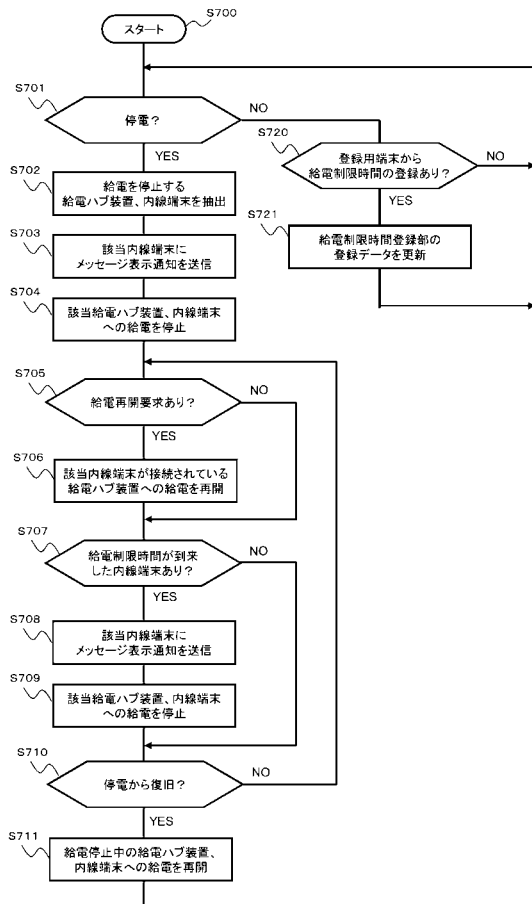 S700
スタート
S701
停電？
NO
YES
S720
登録用端末から
給電制限時間の登録あり？
NO
YES
S702
給電を停止する
給電ハブ装置、内線端末を抽出
S721
給電制限時間登録部の
登録データを更新
S703
該当内線端末に
メッセージ表示通知を送信
S704
該当給電ハブ装置、内線端末
への給電を停止
S705
給電再開要求あり？
NO
YES
S706
該当内線端末が接続されている
給電ハブ装置への給電を再開
S707
給電制限時間が到来
した内線端末あり？
NO
YES
S708
該当内線端末に
メッセージ表示通知を送信
S709
該当給電ハブ装置、内線端末
への給電を停止
S710
停電から復旧？
NO
YES
S711
給電停止中の給電ハブ装置、
内線端末への給電を再開